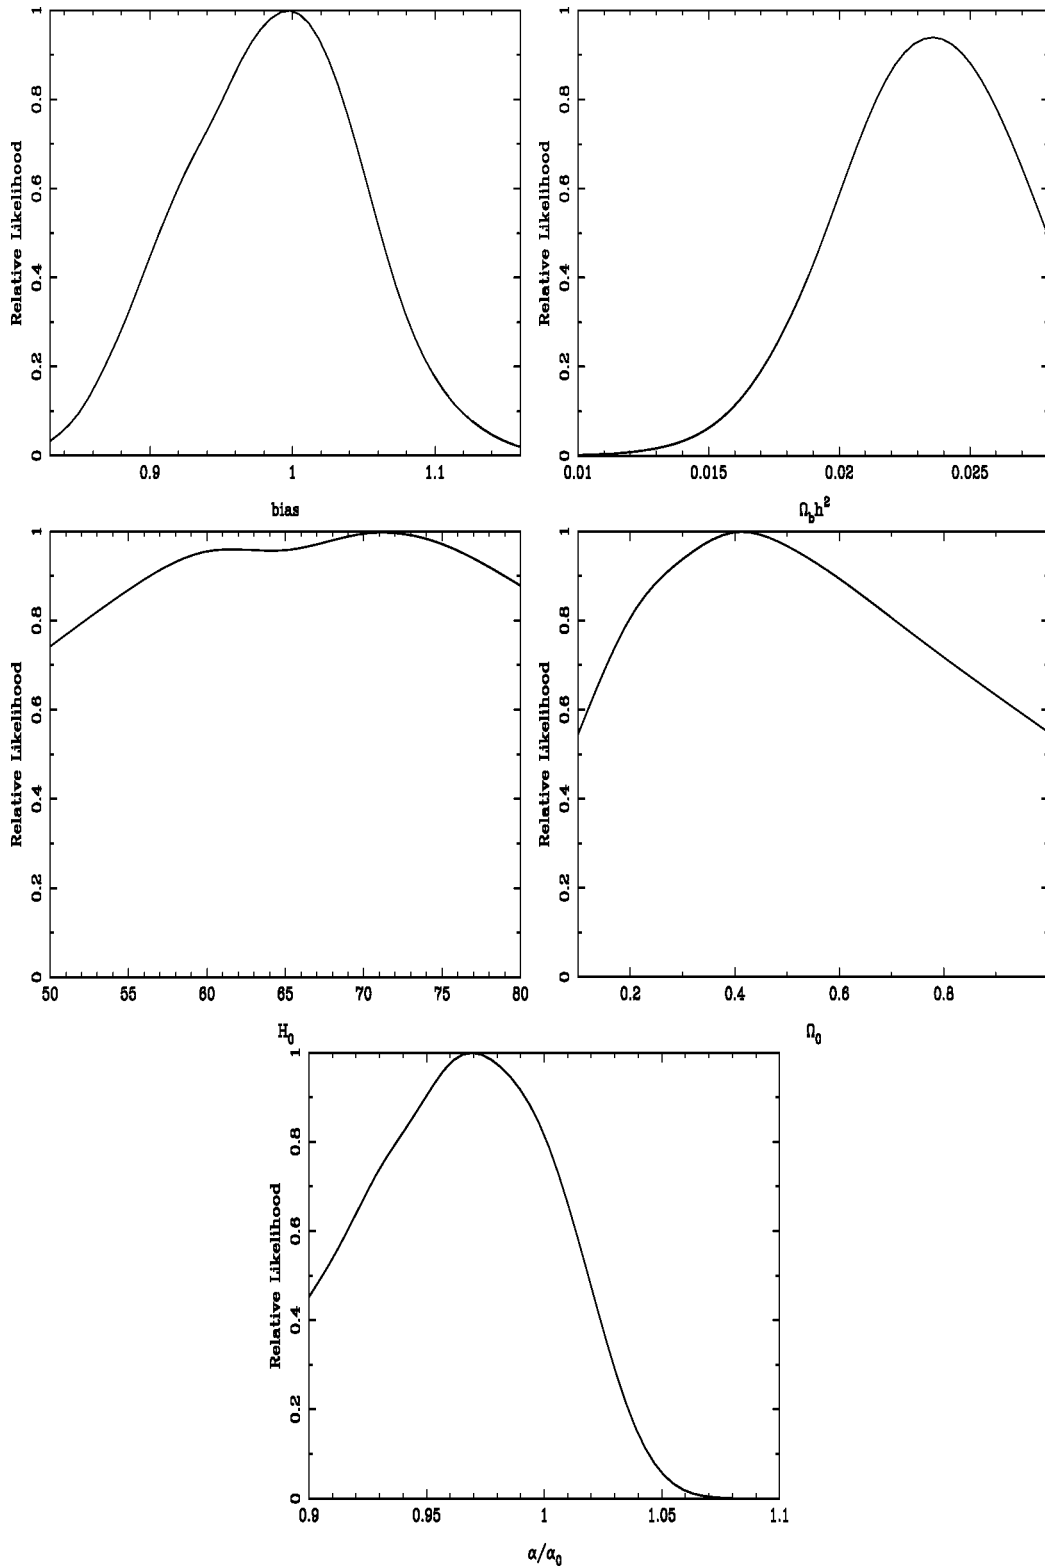 Relative Likelihood
0 0.2 0.4 0.6 0.8 1
0.9 1 1.1
bias
Relative Likelihood
0 0.2 0.4 0.6 0.8 1
0.01 0.015 0.02 0.025
Ω_b h²
Relative Likelihood
0 0.2 0.4 0.6 0.8 1
50 55 60 65 70 75 80
H₀
Relative Likelihood
0 0.2 0.4 0.6 0.8 1
0.2 0.4 0.6 0.8
Ω₀
Relative Likelihood
0 0.2 0.4 0.6 0.8 1
0.9 0.95 1 1.05 1.1
α/α₀